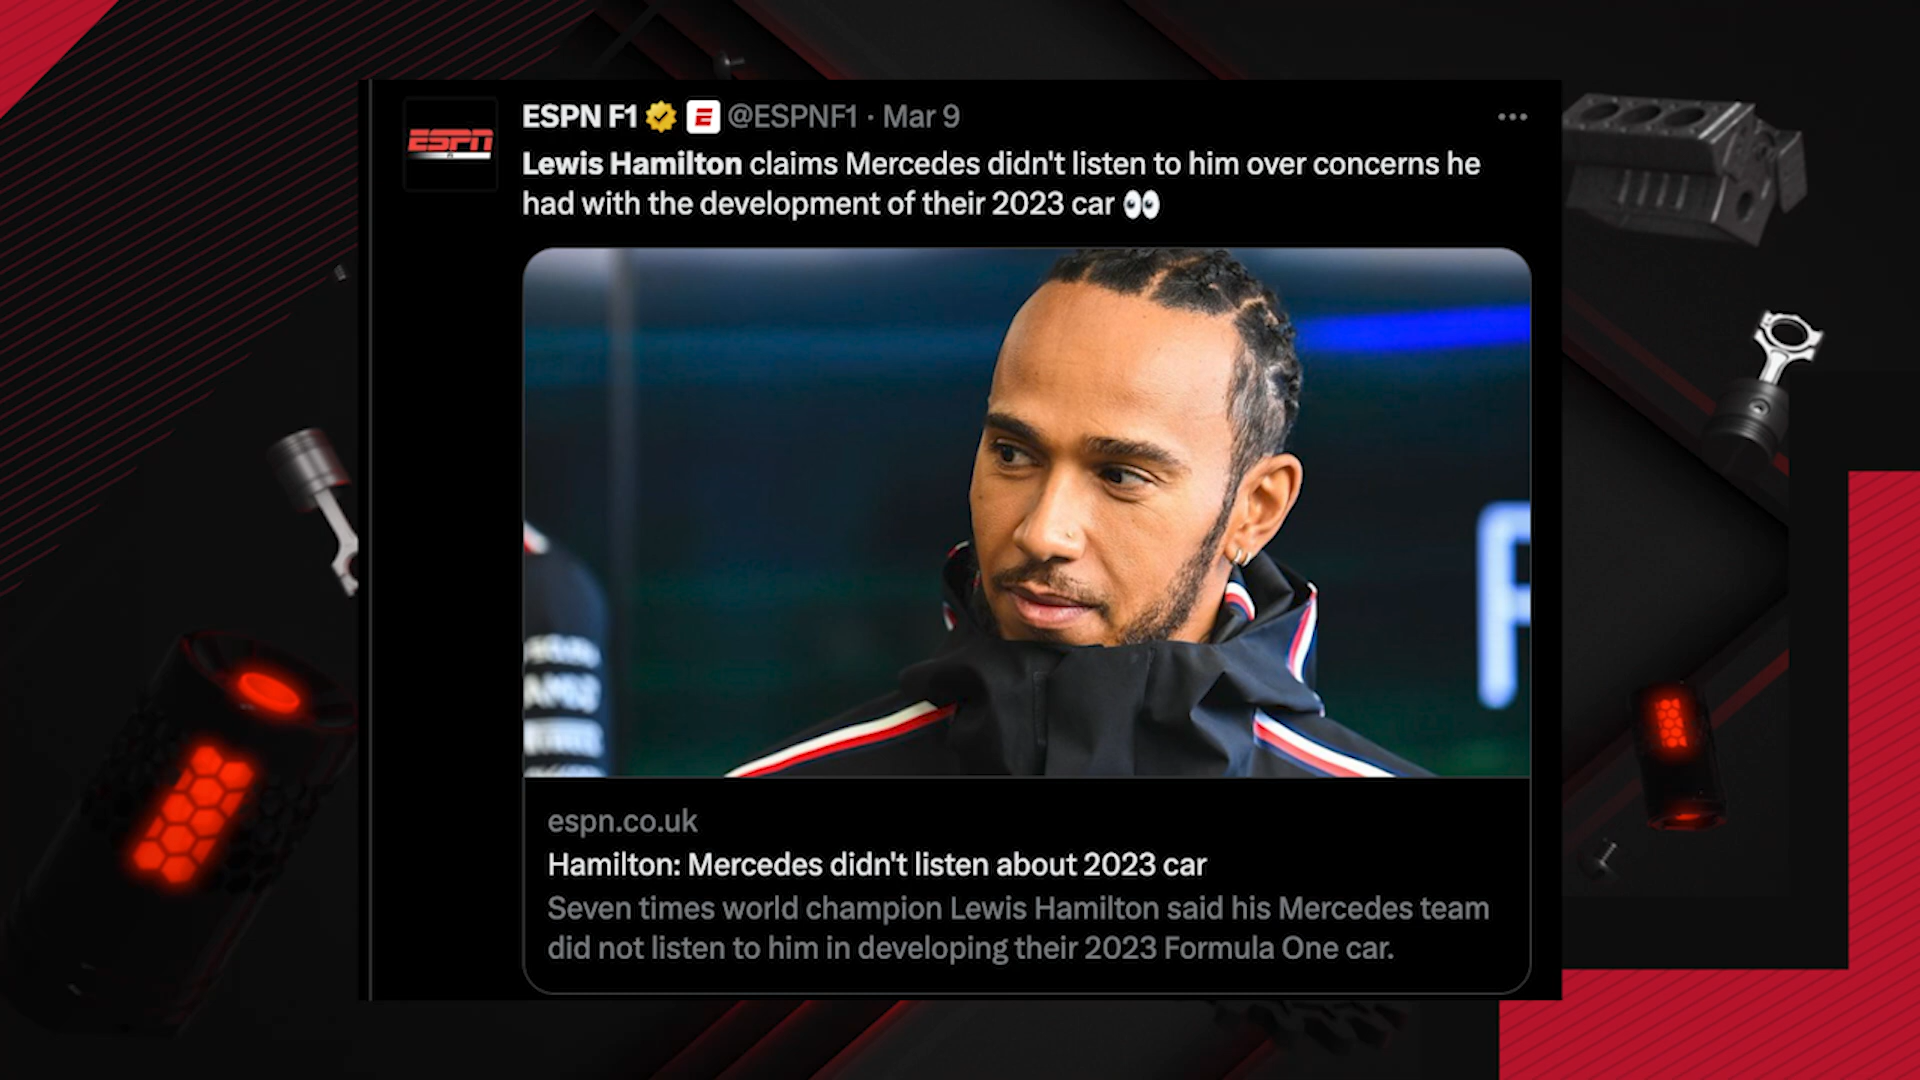 ESPN
ESPN F1 @ESPNF1 · Mar 9
Lewis Hamilton claims Mercedes didn't listen to him over concerns he
had with the development of their 2023 car 👀
espn.co.uk
Hamilton: Mercedes didn't listen about 2023 car
Seven times world champion Lewis Hamilton said his Mercedes team
did not listen to him in developing their 2023 Formula One car.